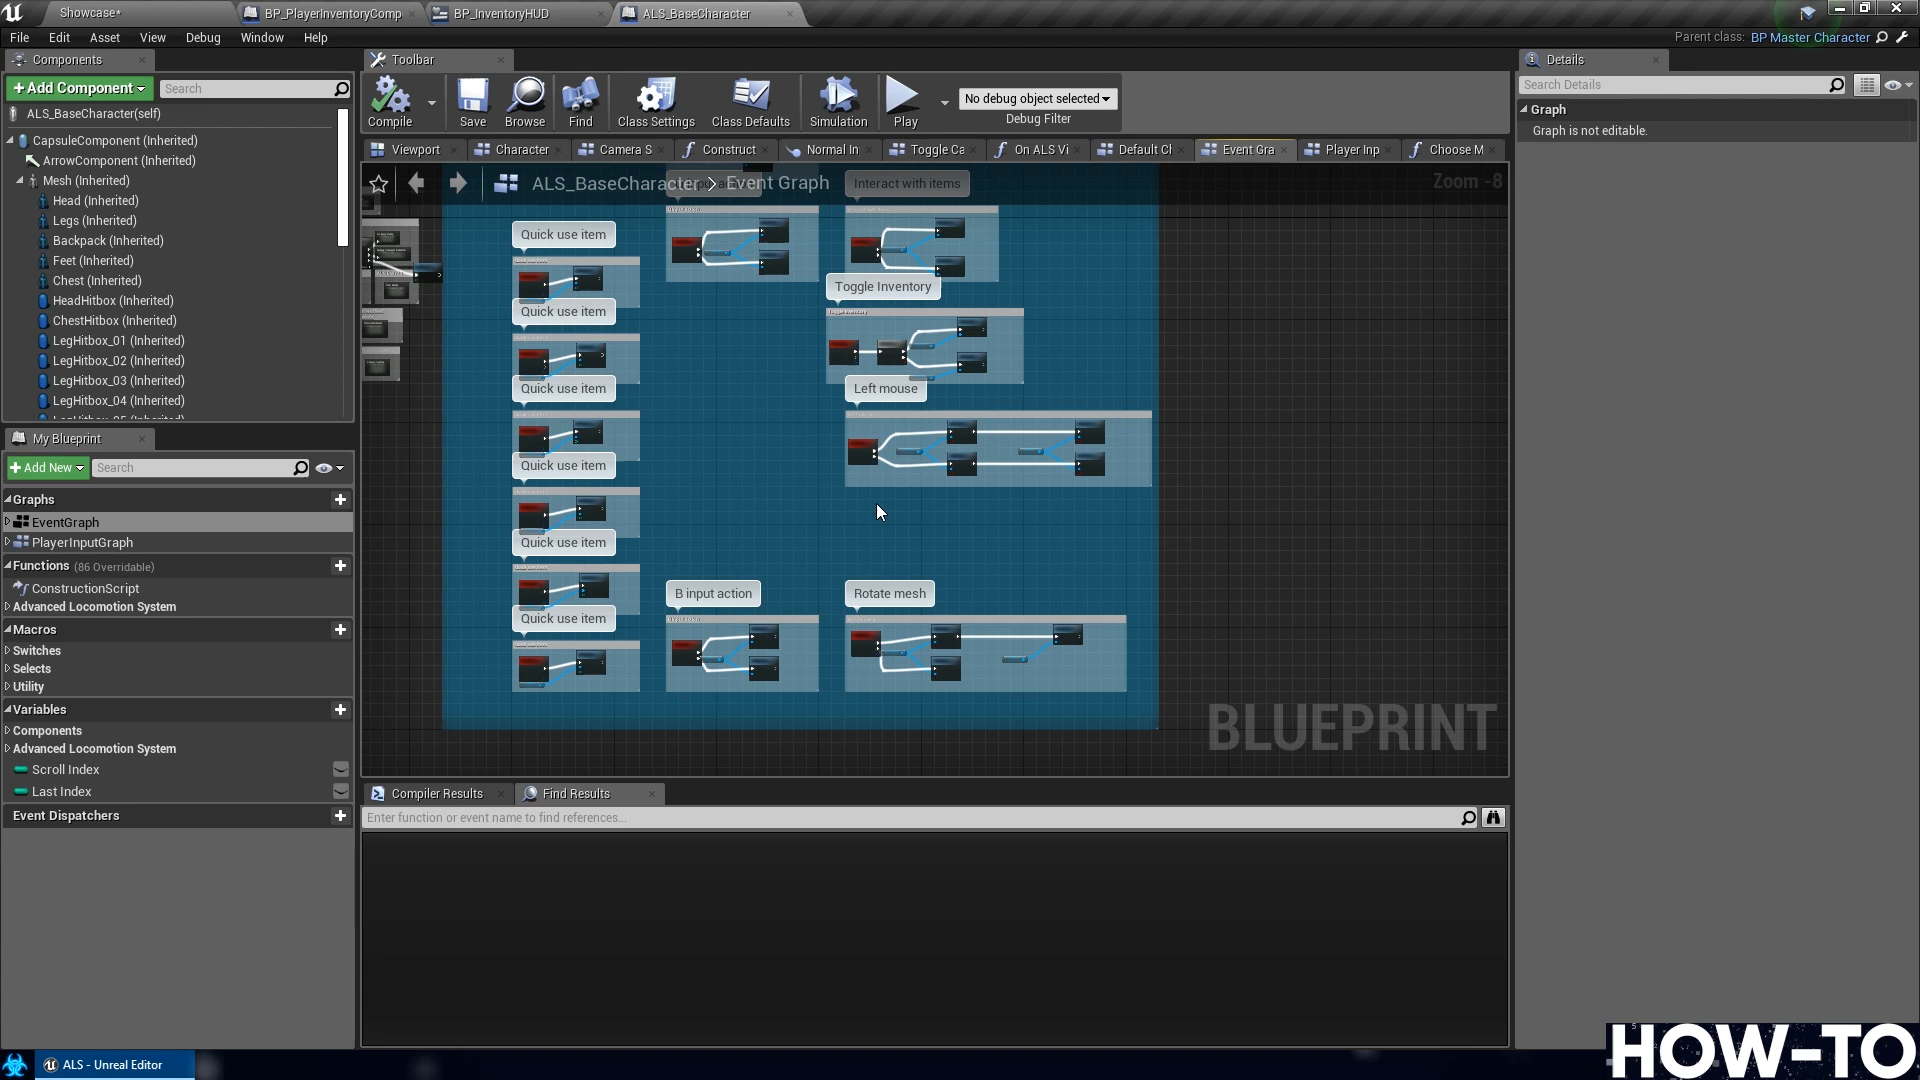 Showcase*
BP_PlayerInventoryComp
BP_InventoryHUD
ALS_BaseCharacter
File Edit Asset View Debug Window Help
Parent class: BP Master Character
Components
Toolbar
Details
+Add Component
Search
Compile
Save
Browse
Find
Class Settings
Class Defaults
Simulation
Play
No debug object selected
Debug Filter
Search Details
Graph
Graph is not editable.
ALS_BaseCharacter(self)
CapsuleComponent (Inherited)
ArrowComponent (Inherited)
Mesh (Inherited)
Head (Inherited)
Legs (Inherited)
Backpack (Inherited)
Feet (Inherited)
Chest (Inherited)
HeadHitbox (Inherited)
ChestHitbox (Inherited)
LegHitbox_01 (Inherited)
LegHitbox_02 (Inherited)
LegHitbox_03 (Inherited)
LegHitbox_04 (Inherited)
Viewport
Character
Camera S
Construct
Normal In
Toggle Ca
On ALS Vi
Default Cl
Event Gra
Player Inp
Choose M
ALS_BaseCharacter > Event Graph
Zoom -8
Interact with items
Quick use item
Toggle Inventory
Quick use item
Quick use item
Left mouse
Quick use item
Quick use item
B input action
Rotate mesh
Quick use item
BLUEPRINT
My Blueprint
+Add New
Search
Graphs
EventGraph
PlayerInputGraph
Functions (86 Overridable)
ConstructionScript
Advanced Locomotion System
Macros
Switches
Selects
Utility
Variables
Components
Advanced Locomotion System
Scroll Index
Last Index
Event Dispatchers
Compiler Results
Find Results
Enter function or event name to find references...
ALS - Unreal Editor
HOW-TO